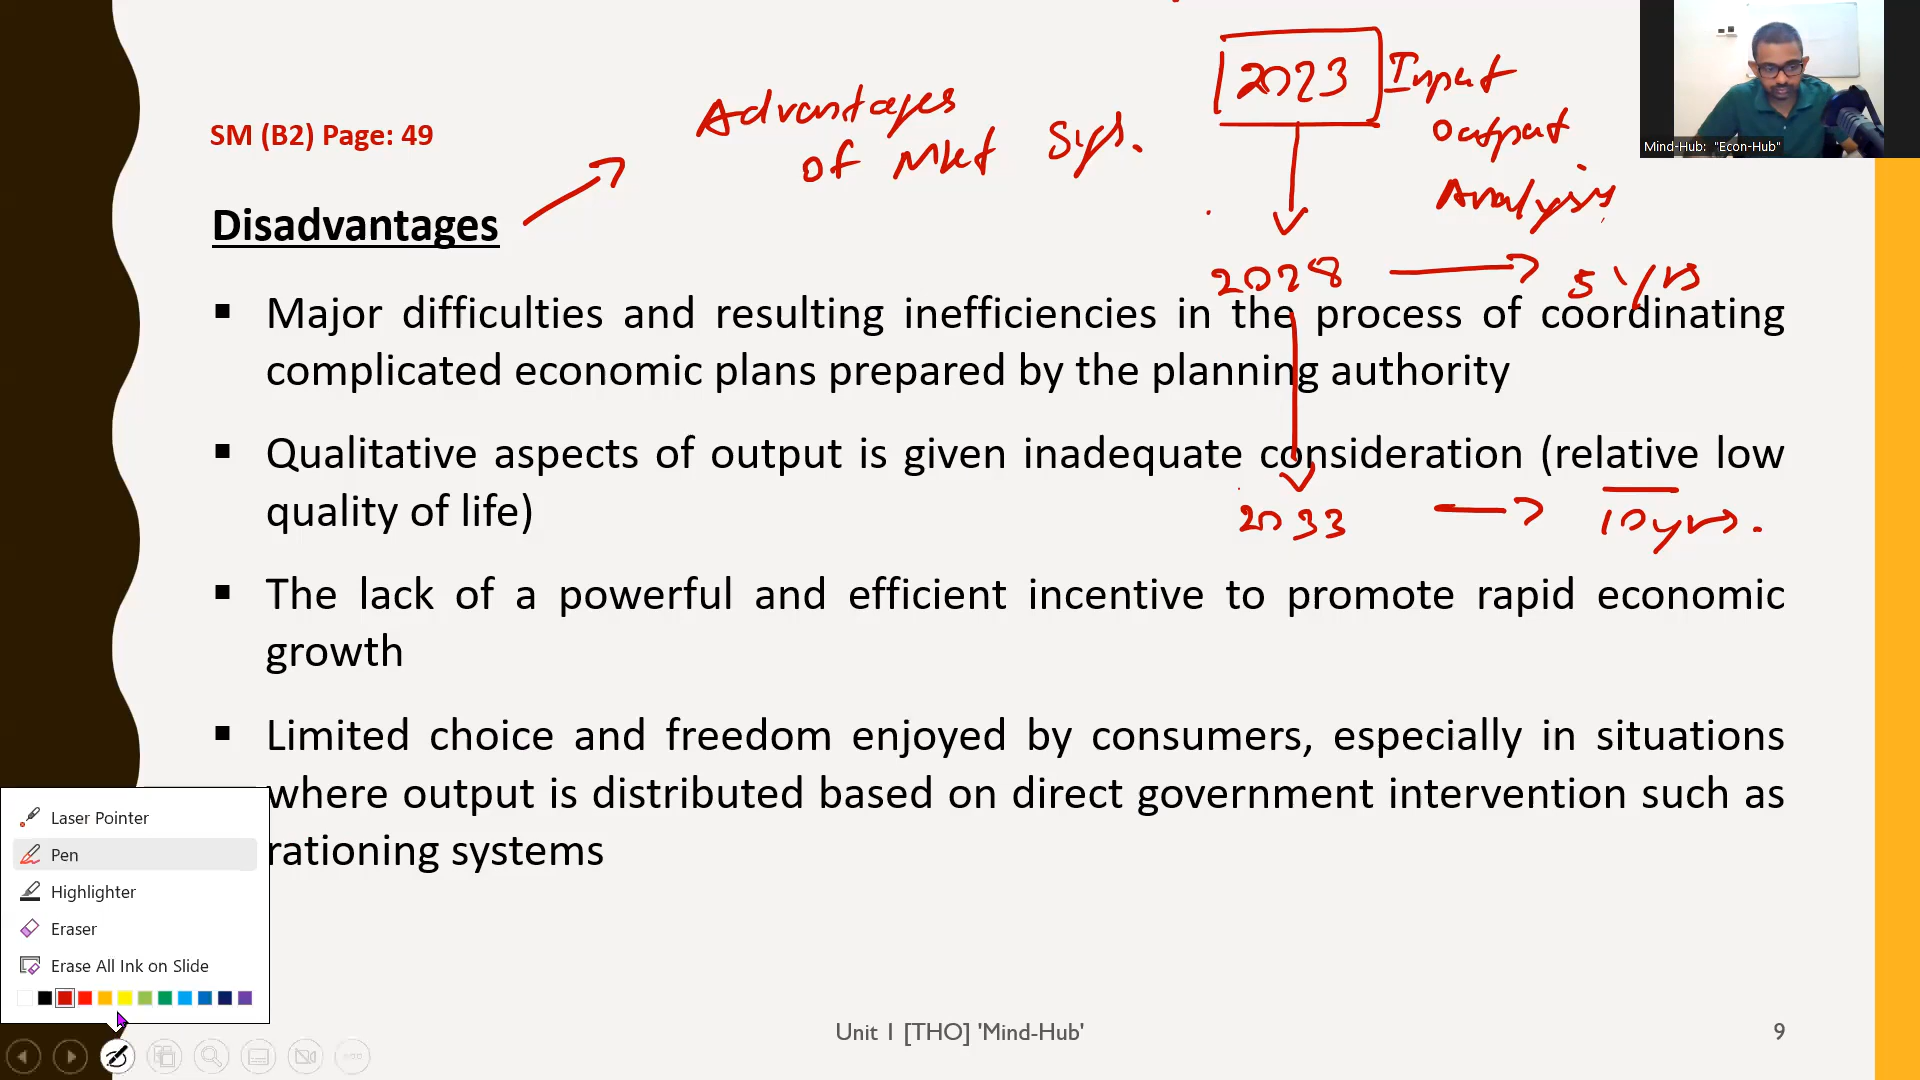 2023 Input
Advantages
Output
SM (B2) Page: 49
of Mkt Sys.
Mind-Hub: "Econ-Hub"
Analysis
Disadvantages
2028 → 5 yrs
▪ Major difficulties and resulting inefficiencies in the process of coordinating
complicated economic plans prepared by the planning authority
▪ Qualitative aspects of output is given inadequate consideration (relative low
quality of life)
2033 → 10 yrs.
▪ The lack of a powerful and efficient incentive to promote rapid economic
growth
▪ Limited choice and freedom enjoyed by consumers, especially in situations
where output is distributed based on direct government intervention such as
rationing systems
Laser Pointer
Pen
Highlighter
Eraser
Erase All Ink on Slide
Unit 1 [THO] 'Mind-Hub'
9